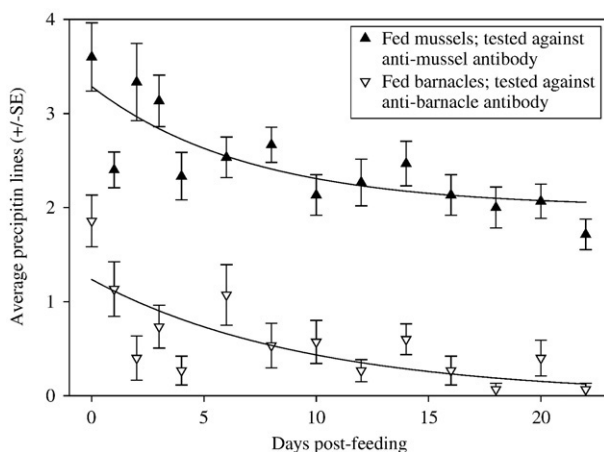 Fed mussels; tested against
anti-mussel antibody
Fed barnacles; tested against
anti-barnacle antibody
Average precipitin lines (+/-SE)
4
3
2
1
0
0 5 10 15 20
Days post-feeding